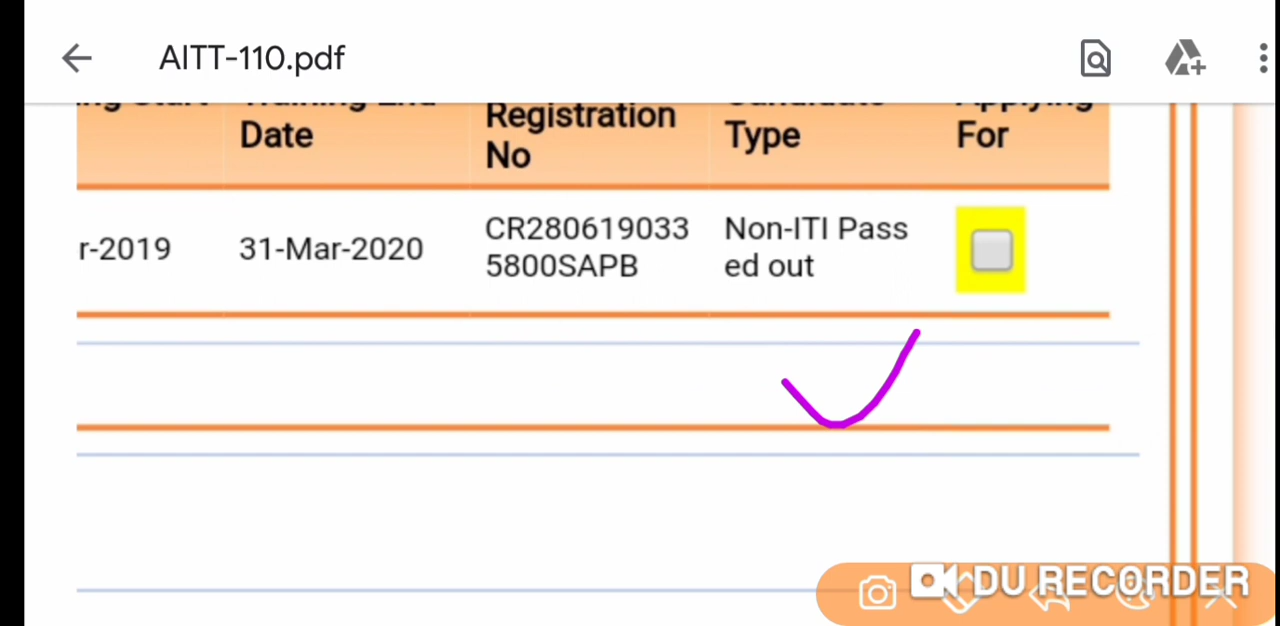 AITT-110.pdf
Date
Registration
No
Type
Applying
For
r-2019
31-Mar-2020
CR280619033
5800SAPB
Non-ITI Pass
ed out
DU RECORDER